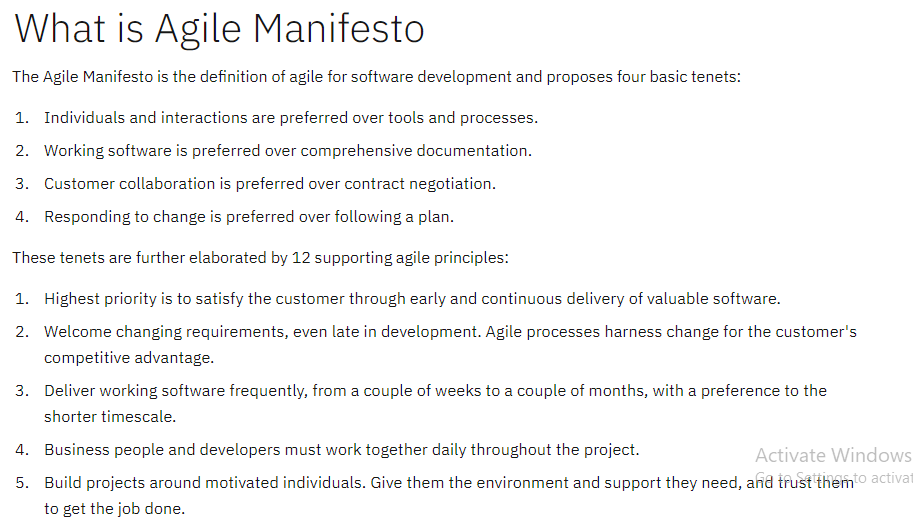 What is Agile Manifesto
The Agile Manifesto is the definition of agile for software development and proposes four basic tenets:
1. Individuals and interactions are preferred over tools and processes.
2. Working software is preferred over comprehensive documentation.
3. Customer collaboration is preferred over contract negotiation.
4. Responding to change is preferred over following a plan.
These tenets are further elaborated by 12 supporting agile principles:
1. Highest priority is to satisfy the customer through early and continuous delivery of valuable software.
2. Welcome changing requirements, even late in development. Agile processes harness change for the customer's
competitive advantage.
3. Deliver working software frequently, from a couple of weeks to a couple of months, with a preference to the
shorter timescale.
4. Business people and developers must work together daily throughout the project.
Activate Windows
5. Build projects around motivated individuals. Give them the environment and support they need, and trust them
Go to Settings to activat
to get the job done.